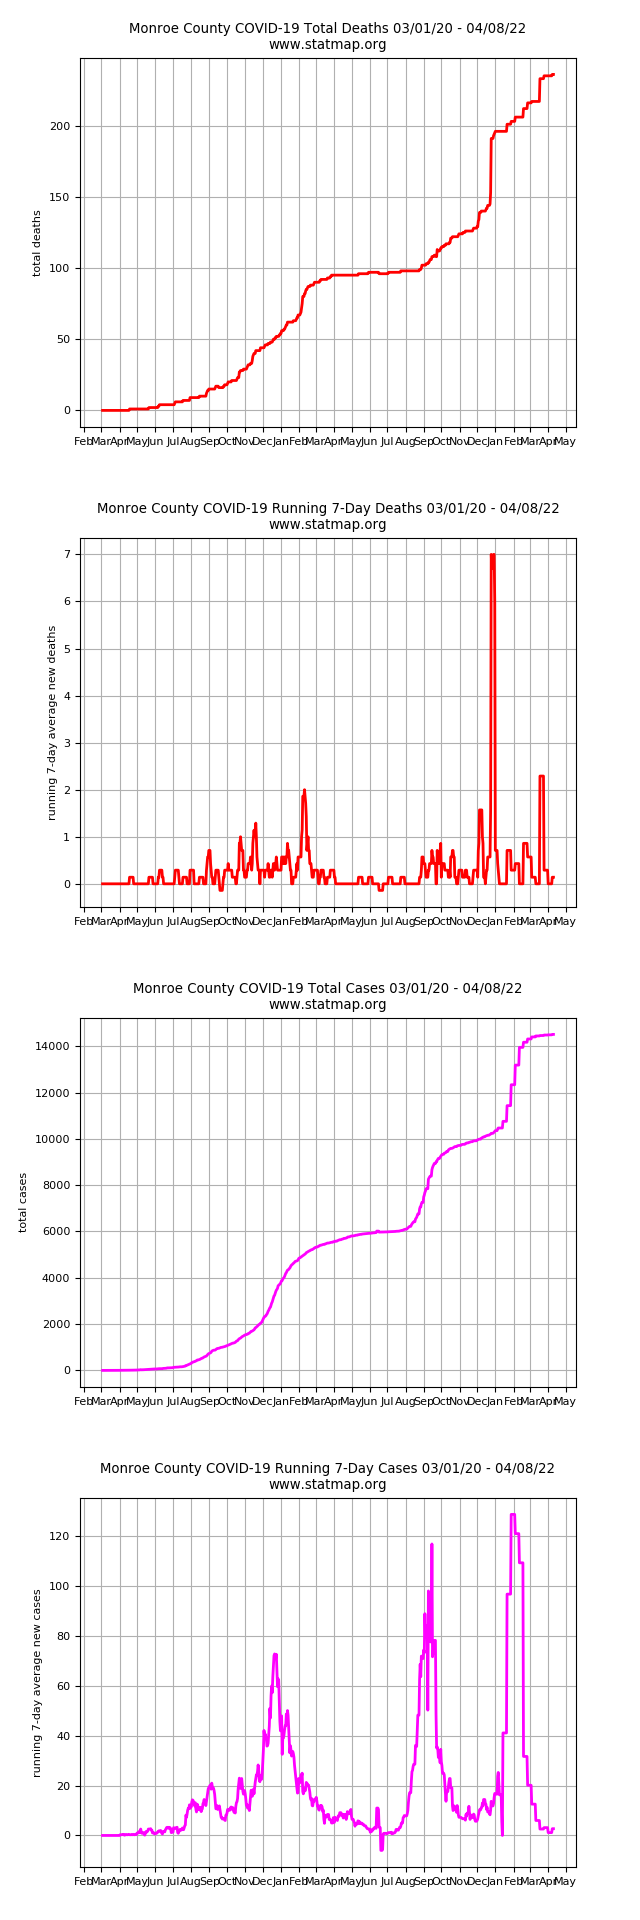 Monroe County COVID-19 Total Deaths 03/01/20 - 04/08/22
www.statmap.org
total deaths
200
150
100
50
0
Feb Mar Apr May Jun Jul Aug Sep Oct Nov Dec Jan Feb Mar Apr May Jun Jul Aug Sep Oct Nov Dec Jan Feb Mar Apr May
Monroe County COVID-19 Running 7-Day Deaths 03/01/20 - 04/08/22
www.statmap.org
running 7-day average new deaths
7
6
5
4
3
2
1
0
Feb Mar Apr May Jun Jul Aug Sep Oct Nov Dec Jan Feb Mar Apr May Jun Jul Aug Sep Oct Nov Dec Jan Feb Mar Apr May
Monroe County COVID-19 Total Cases 03/01/20 - 04/08/22
www.statmap.org
total cases
14000
12000
10000
8000
6000
4000
2000
0
Feb Mar Apr May Jun Jul Aug Sep Oct Nov Dec Jan Feb Mar Apr May Jun Jul Aug Sep Oct Nov Dec Jan Feb Mar Apr May
Monroe County COVID-19 Running 7-Day Cases 03/01/20 - 04/08/22
www.statmap.org
running 7-day average new cases
120
100
80
60
40
20
0
Feb Mar Apr May Jun Jul Aug Sep Oct Nov Dec Jan Feb Mar Apr May Jun Jul Aug Sep Oct Nov Dec Jan Feb Mar Apr May